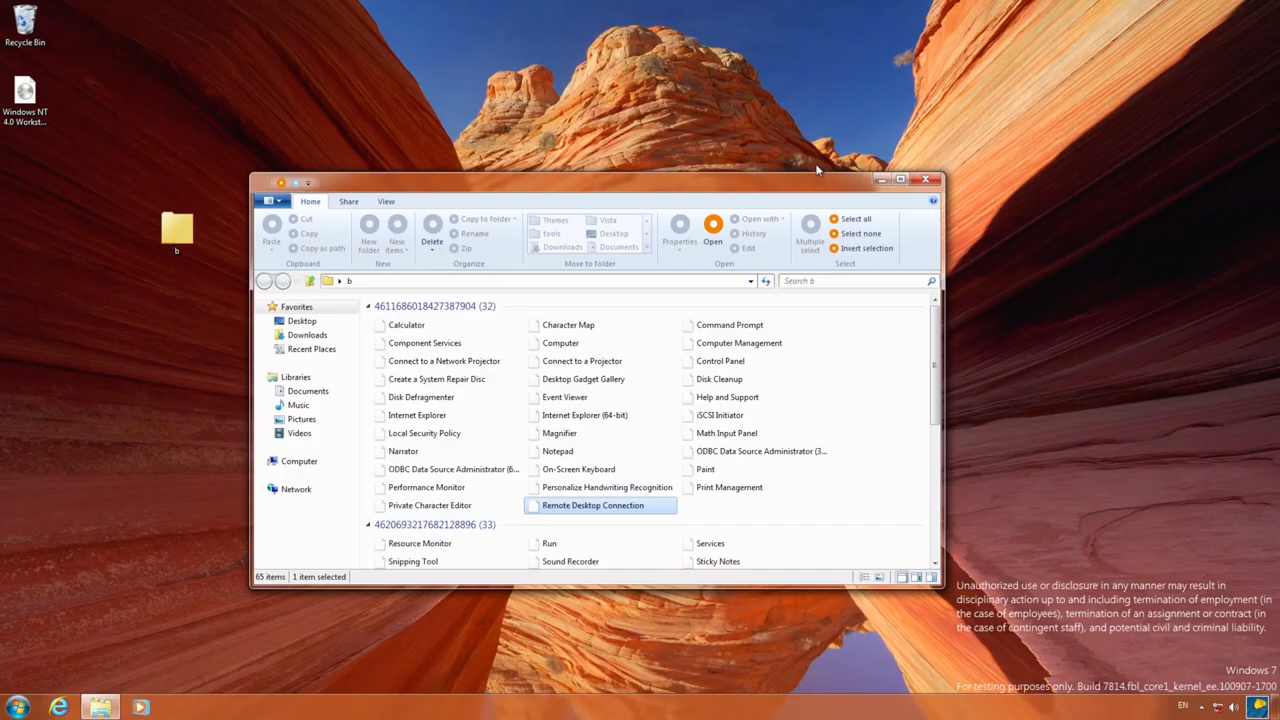 Recycle Bin
Windows NT
4.0 Workst...
b
Home
Share
View
Paste
Cut
Copy
Copy as path
Clipboard
New
folder
New
items
New
Delete
Copy to folder
Rename
Zip
Organize
Themes
Vista
tools
Desktop
Downloads
Documents
Move to folder
Properties
Open
Open with
History
Edit
Open
Multiple
select
Select all
Select none
Invert selection
Select
b
Search b
Favorites
Desktop
Downloads
Recent Places
Libraries
Documents
Music
Pictures
Videos
Computer
Network
4611686018427387904 (32)
Calculator
Character Map
Command Prompt
Component Services
Computer
Computer Management
Connect to a Network Projector
Connect to a Projector
Control Panel
Create a System Repair Disc
Desktop Gadget Gallery
Disk Cleanup
Disk Defragmenter
Event Viewer
Help and Support
Internet Explorer
Internet Explorer (64-bit)
iSCSI Initiator
Local Security Policy
Magnifier
Math Input Panel
Narrator
Notepad
ODBC Data Source Administrator (3...
ODBC Data Source Administrator (6...
On-Screen Keyboard
Paint
Performance Monitor
Personalize Handwriting Recognition
Print Management
Private Character Editor
Remote Desktop Connection
4620693217682128896 (33)
Resource Monitor
Run
Services
Snipping Tool
Sound Recorder
Sticky Notes
65 items
1 item selected
Unauthorized use or disclosure in any manner may result in
disciplinary action up to and including termination of employment (in
the case of employees), termination of an assignment or contract (in
the case of contingent staff), and potential civil and criminal liability.
Windows 7
For testing purposes only. Build 7814.fbl_core1_kernel_ee.100907-1700
EN